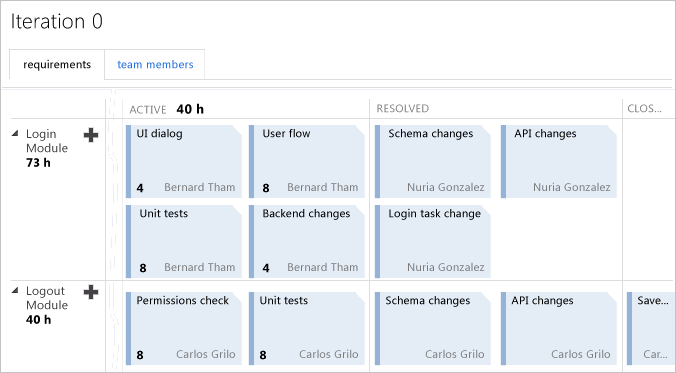 Iteration 0
requirements
team members
ACTIVE 40 h
RESOLVED
CLOS...
Login
Module
73 h
UI dialog
4 Bernard Tham
User flow
8 Bernard Tham
Schema changes
Nuria Gonzalez
API changes
Nuria Gonzalez
Unit tests
8 Bernard Tham
Backend changes
4 Bernard Tham
Login task change
Nuria Gonzalez
Logout
Module
40 h
Permissions check
8 Carlos Grilo
Unit tests
8 Carlos Grilo
Schema changes
Carlos Grilo
API changes
Carlos Grilo
Save...
Car...